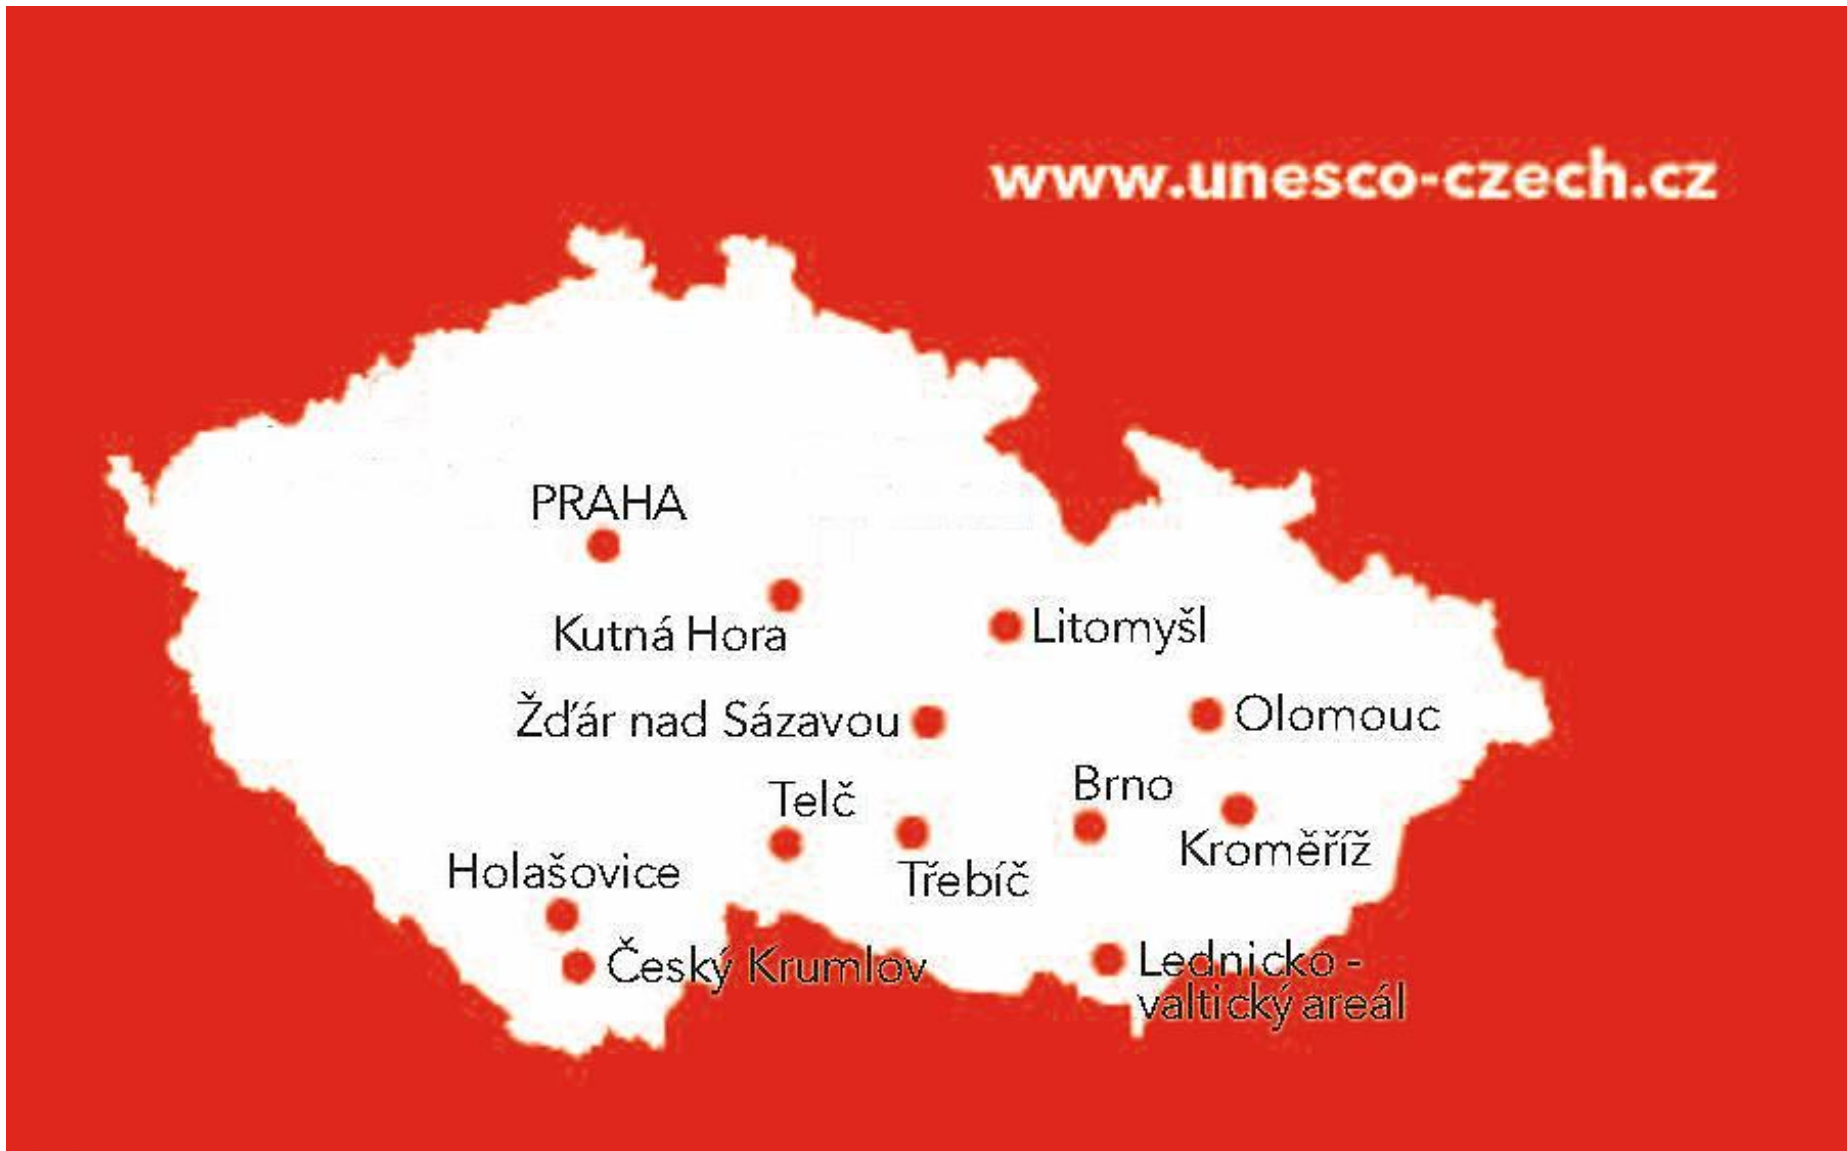 www.unesco-czech.cz
PRAHA
Kutná Hora
Litomyšl
Žďár nad Sázavou
Olomouc
Telč
Brno
Kroměříž
Holašovice
Třebíč
Český Krumlov
Lednicko -
valtický areál